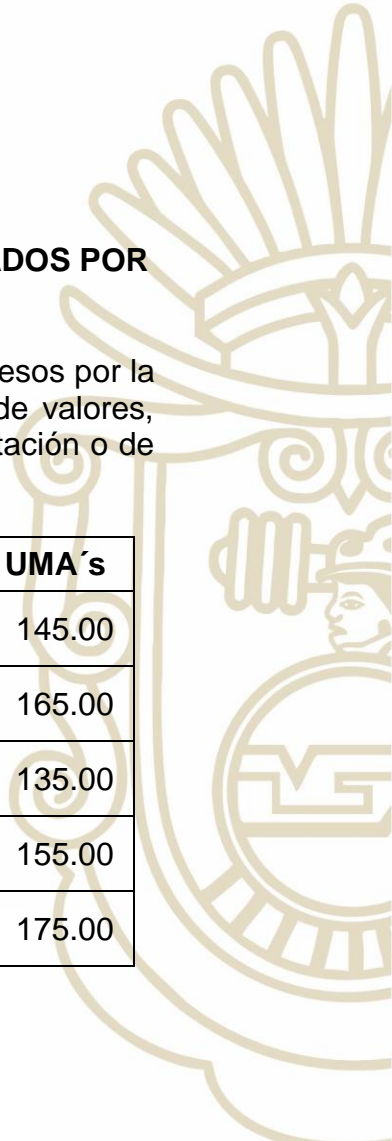 ADOS POR
esos por la
de valores,
tación o de
UMA´s
145.00
165.00
135.00
155.00
175.00